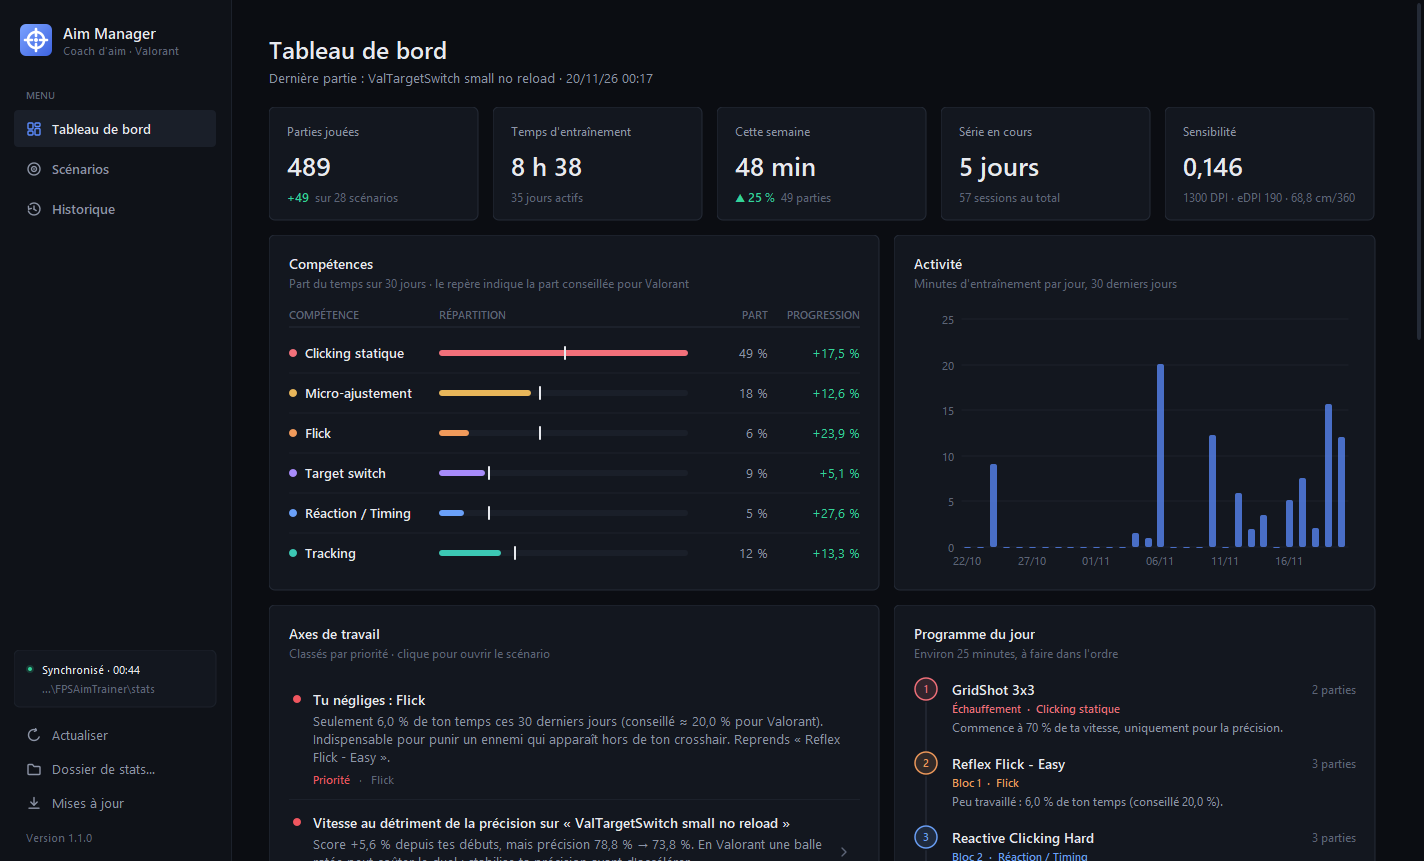 Aim Manager
Coach d'aim · Valorant
MENU
Tableau de bord
Scénarios
Historique
Synchronisé · 00:44
...\FPSAimTrainer\stats
Actualiser
Dossier de stats...
Mises à jour
Version 1.1.0
Tableau de bord
Dernière partie : ValTargetSwitch small no reload · 20/11/26 00:17
Parties jouées
489
+49 sur 28 scénarios
Temps d'entraînement
8 h 38
35 jours actifs
Cette semaine
48 min
▲ 25 % 49 parties
Série en cours
5 jours
57 sessions au total
Sensibilité
0,146
1300 DPI · eDPI 190 · 68,8 cm/360
Compétences
Part du temps sur 30 jours · le repère indique la part conseillée pour Valorant
COMPÉTENCE RÉPARTITION PART PROGRESSION
Clicking statique 49 % +17,5 %
Micro-ajustement 18 % +12,6 %
Flick 6 % +23,9 %
Target switch 9 % +5,1 %
Réaction / Timing 5 % +27,6 %
Tracking 12 % +13,3 %
Activité
Minutes d'entraînement par jour, 30 derniers jours
25
20
15
10
5
0
22/10 27/10 01/11 06/11 11/11 16/11
Axes de travail
Classés par priorité · clique pour ouvrir le scénario
Tu négliges : Flick
Seulement 6,0 % de ton temps ces 30 derniers jours (conseillé ≈ 20,0 % pour Valorant).
Indispensable pour punir un ennemi qui apparaît hors de ton crosshair. Reprends « Reflex
Flick - Easy ».
Priorité · Flick
Vitesse au détriment de la précision sur « ValTargetSwitch small no reload »
Score +5,6 % depuis tes débuts, mais précision 78,8 % → 73,8 %. En Valorant une balle
Programme du jour
Environ 25 minutes, à faire dans l'ordre
1
GridShot 3x3
2 parties
Échauffement · Clicking statique
Commence à 70 % de ta vitesse, uniquement pour la précision.
2
Reflex Flick - Easy
3 parties
Bloc 1 · Flick
Peu travaillé : 6,0 % de ton temps (conseillé 20,0 %).
3
Reactive Clicking Hard
3 parties
Bloc 2 · Réaction / Timing